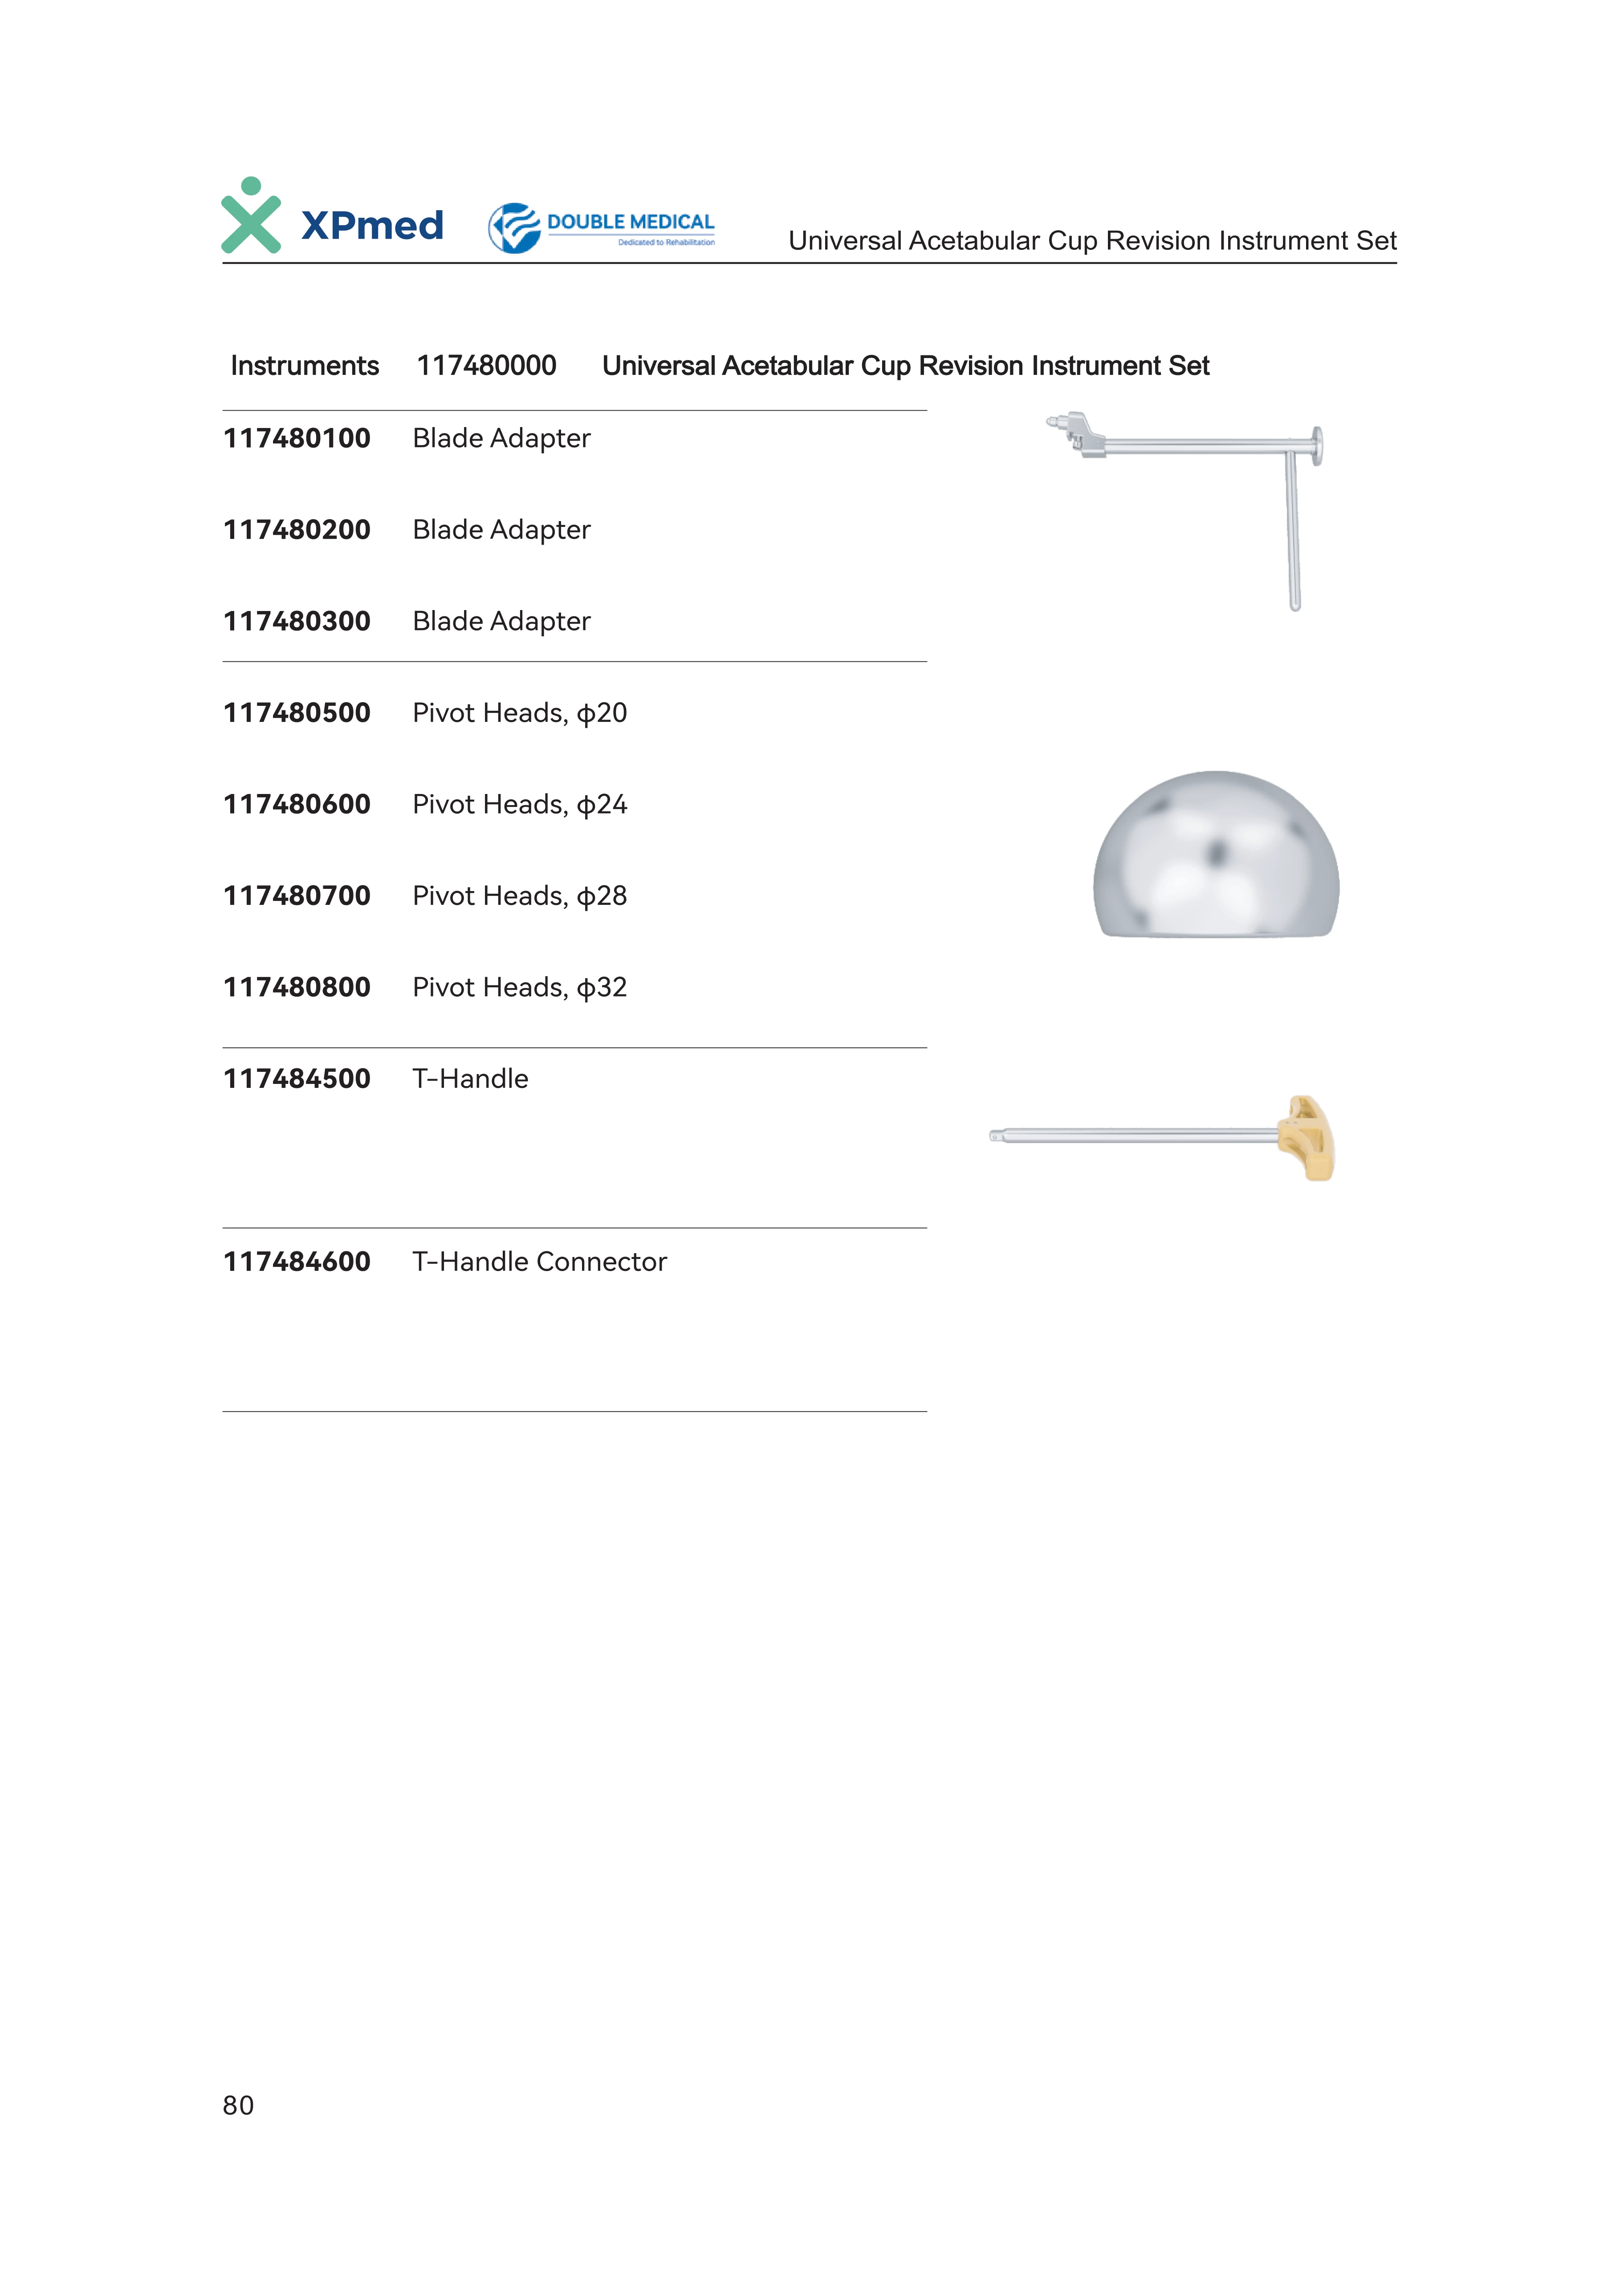 XPmed
DOUBLE MEDICAL
Dedicated to Rehabilitation
Universal Acetabular Cup Revision Instrument Set
Instruments 117480000 Universal Acetabular Cup Revision Instrument Set
117480100 Blade Adapter
117480200 Blade Adapter
117480300 Blade Adapter
117480500 Pivot Heads, ϕ20
117480600 Pivot Heads, ϕ24
117480700 Pivot Heads, ϕ28
117480800 Pivot Heads, ϕ32
117484500 T-Handle
117484600 T-Handle Connector
80